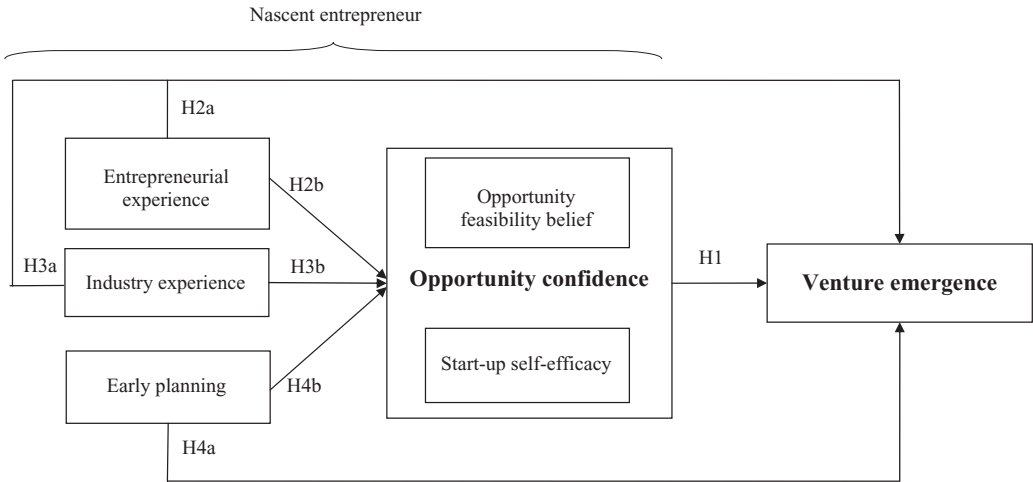 Nascent entrepreneur
H2a
Entrepreneurial
experience
H2b
Opportunity
feasibility belief
H3a
Industry experience
H3b
Opportunity confidence
H1
Venture emergence
Early planning
H4b
Start-up self-efficacy
H4a